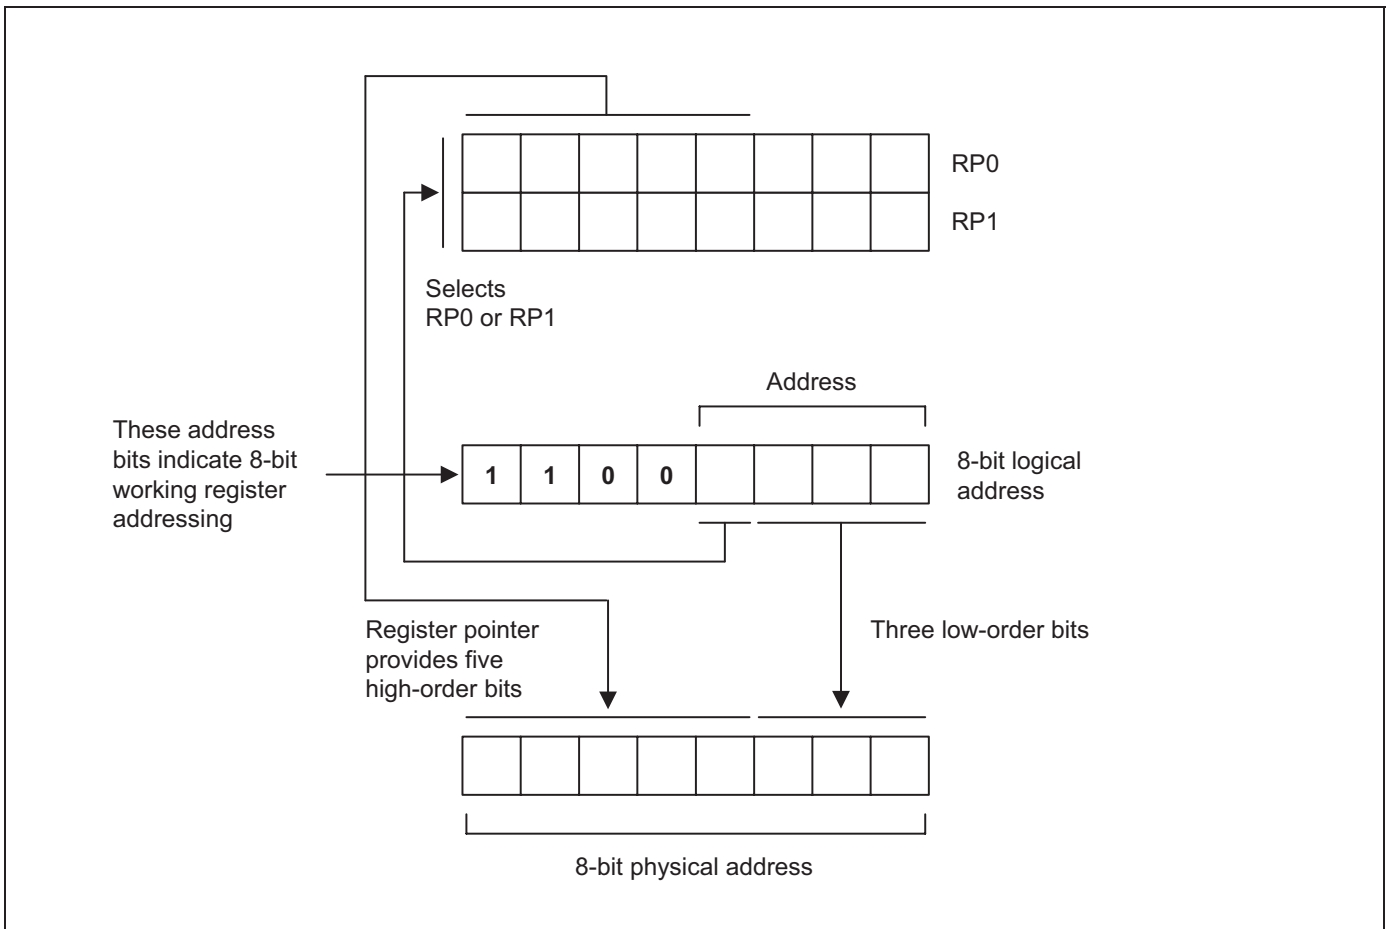 RP0
RP1
Selects
RP0 or RP1
Address
These address
bits indicate 8-bit
working register
addressing
1 1 0 0
8-bit logical
address
Register pointer
provides five
high-order bits
Three low-order bits
8-bit physical address